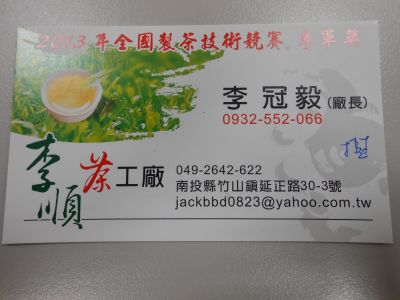 2013年全國製茶技術競賽 季軍獎
李冠毅(廠長)
0932-552-066
李順茶工廠
049-2642-622
南投縣竹山鎮延正路30-3號
jackbbd0823@yahoo.com.tw